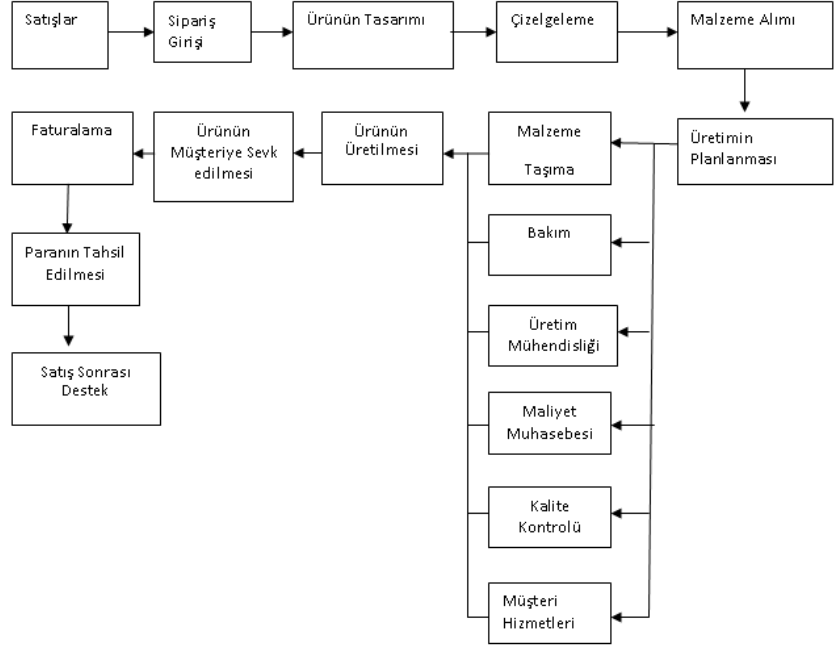 Satışlar
Sipariş
Girişi
Ürünün Tasarımı
Çizelgeleme
Malzeme Alımı
Faturalama
Ürünün
Müşteriye Sevk
edilmesi
Ürünün
Üretilmesi
Malzeme
Taşıma
Üretimin
Planlanması
Bakım
Paranın Tahsil
Edilmesi
Üretim
Mühendisliği
Satış Sonrası
Destek
Maliyet
Muhasebesi
Kalite
Kontrolü
Müşteri
Hizmetleri